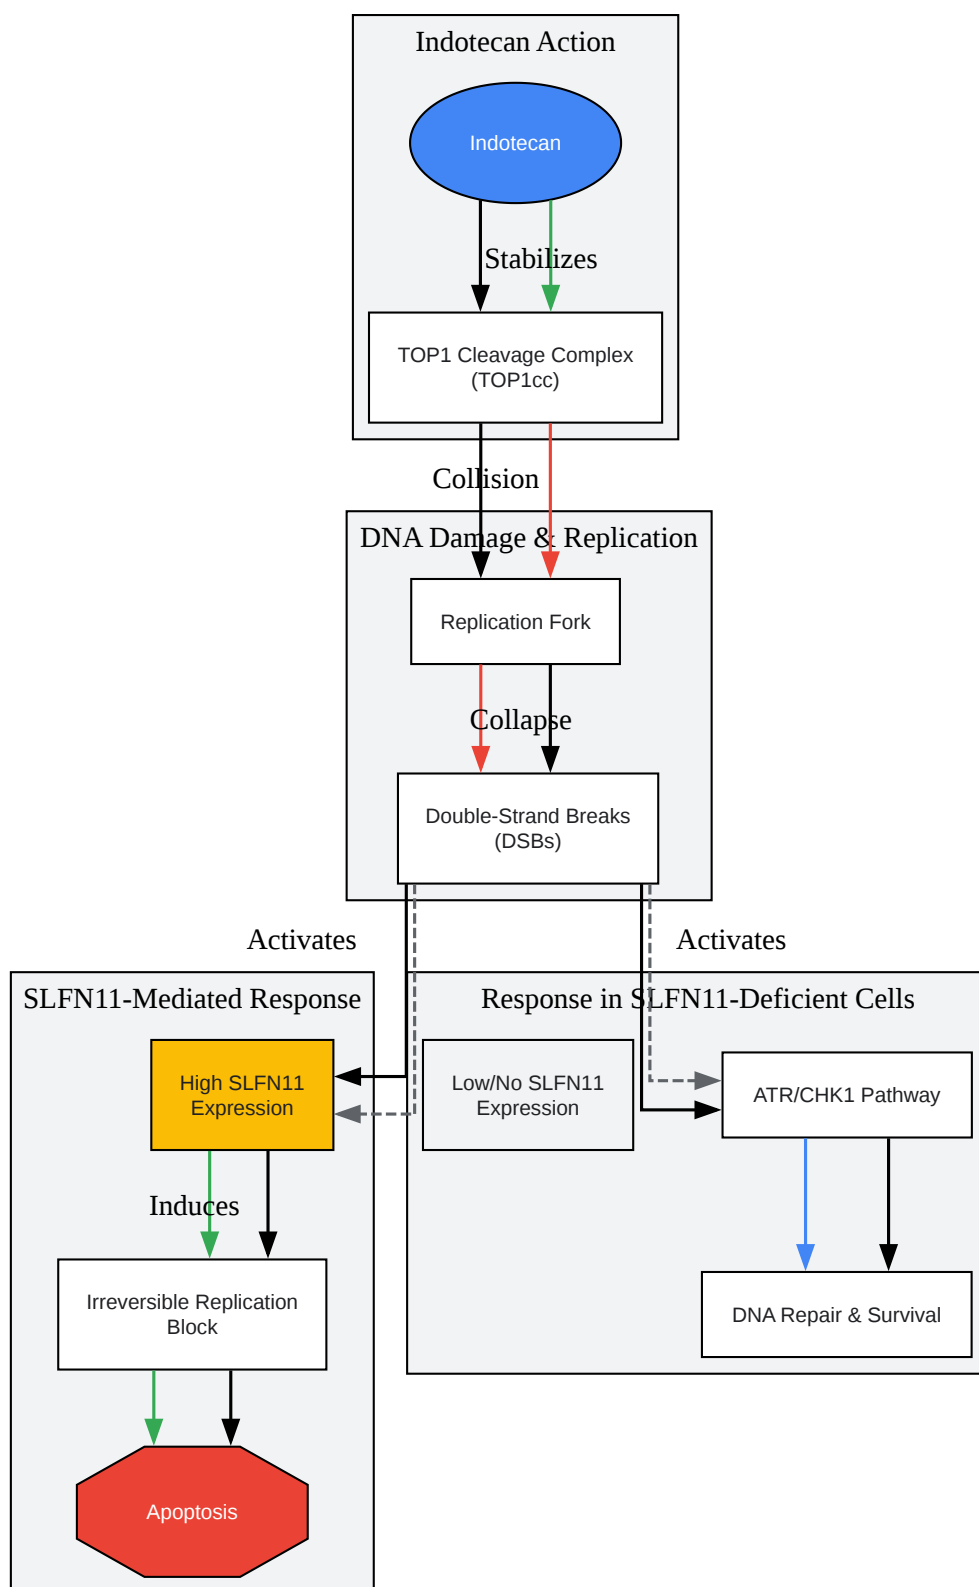 Indotecan Action
Indotecan
Stabilizes
TOP1 Cleavage Complex
(TOP1cc)
Collision
DNA Damage & Replication
Replication Fork
Collapse
Double-Strand Breaks
(DSBs)
Activates
Activates
SLFN11-Mediated Response
High SLFN11
Expression
Induces
Irreversible Replication
Block
Apoptosis
Response in SLFN11-Deficient Cells
Low/No SLFN11
Expression
ATR/CHK1 Pathway
DNA Repair & Survival